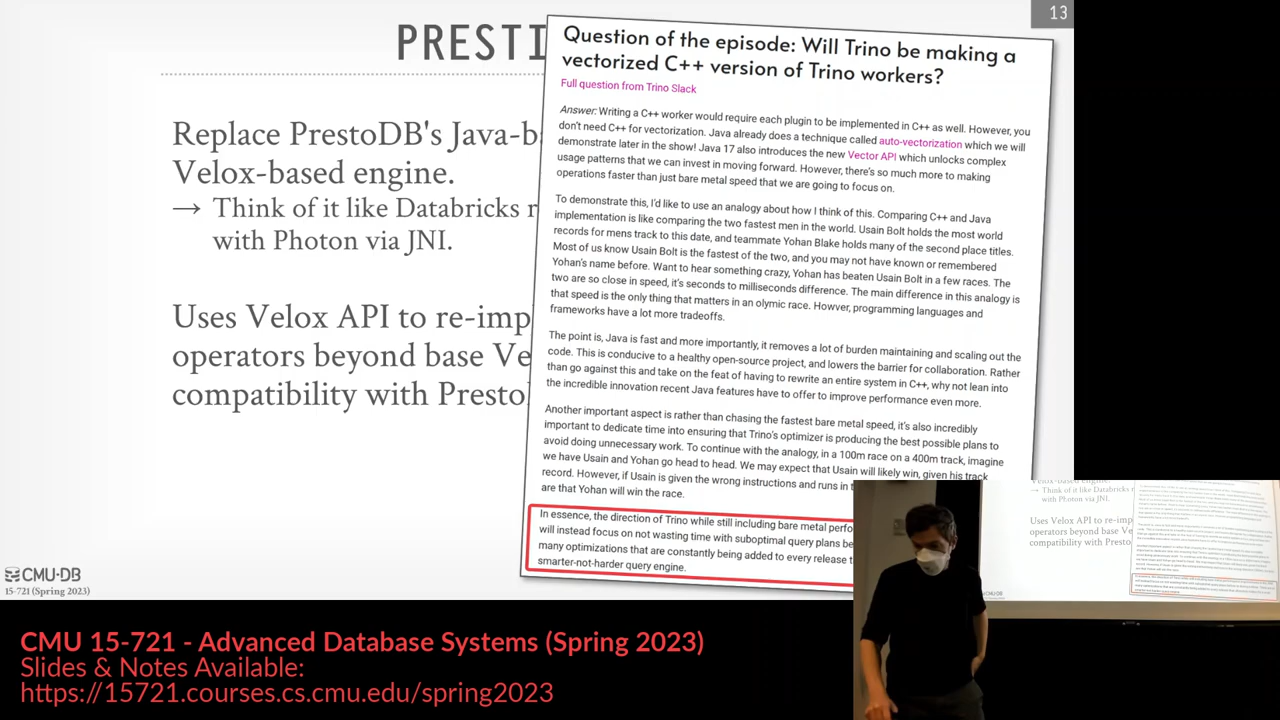 13
PRESTI
Replace PrestoDB's Java-b
Velox-based engine.
→ Think of it like Databricks r
with Photon via JNI.
Uses Velox API to re-imp
operators beyond base Ve
compatibility with Presto
Question of the episode: Will Trino be making a
vectorized C++ version of Trino workers?
Full question from Trino Slack
Answer: Writing a C++ worker would require each plugin to be implemented in C++ as well. However, you
don't need C++ for vectorization. Java already does a technique called auto-vectorization which we will
demonstrate later in the show! Java 17 also introduces the new Vector API which unlocks complex
usage patterns that we can invest in moving forward. However, there's so much more to making
operations faster than just bare metal speed that we are going to focus on.
To demonstrate this, I'd like to use an analogy about how I think of this. Comparing C++ and Java
implementation is like comparing the two fastest men in the world. Usain Bolt holds the most world
records for mens track to this date, and teammate Yohan Blake holds many of the second place titles.
Most of us know Usain Bolt is the fastest of the two, and you may not have known or remembered
Yohan's name before. Want to hear something crazy, Yohan has beaten Usain Bolt in a few races. The
two are so close in speed, it's seconds to milliseconds difference. The main difference in this analogy is
that speed is the only thing that matters in an olymic race. Howver, programming languages and
frameworks have a lot more tradeoffs.
The point is, Java is fast and more importantly, it removes a lot of burden maintaining and scaling out the
code. This is conducive to a healthy open-source project, and lowers the barrier for collaboration. Rather
than go against this and take on the feat of having to rewrite an entire system in C++, why not lean into
the incredible innovation recent Java features have to offer to improve performance even more.
Another important aspect is rather than chasing the fastest bare metal speed, it's also incredibly
important to dedicate time into ensuring that Trino's optimizer is producing the best possible plans to
avoid doing unnecessary work. To continue with the analogy, in a 100m race on a 400m track, imagine
we have Usain and Yohan go head to head. We may expect that Usain will likely win, given his track
record. However, if Usain is given the wrong instructions and runs in t
are that Yohan will win the race.
In essence, the direction of Trino while still including bare metal perfo
will instead focus on not wasting time with suboptimal query plans be
many optimizations that are constantly being added to every release t
smarter-not-harder query engine.
CMU·DB
15-721 (Spring 2023)
→ Think of it like Databricks r
with Photon via JNI.
Uses Velox API to re-imp
operators beyond base Ve
compatibility with Presto
CMU 15-721 - Advanced Database Systems (Spring 2023)
Slides & Notes Available:
https://15721.courses.cs.cmu.edu/spring2023